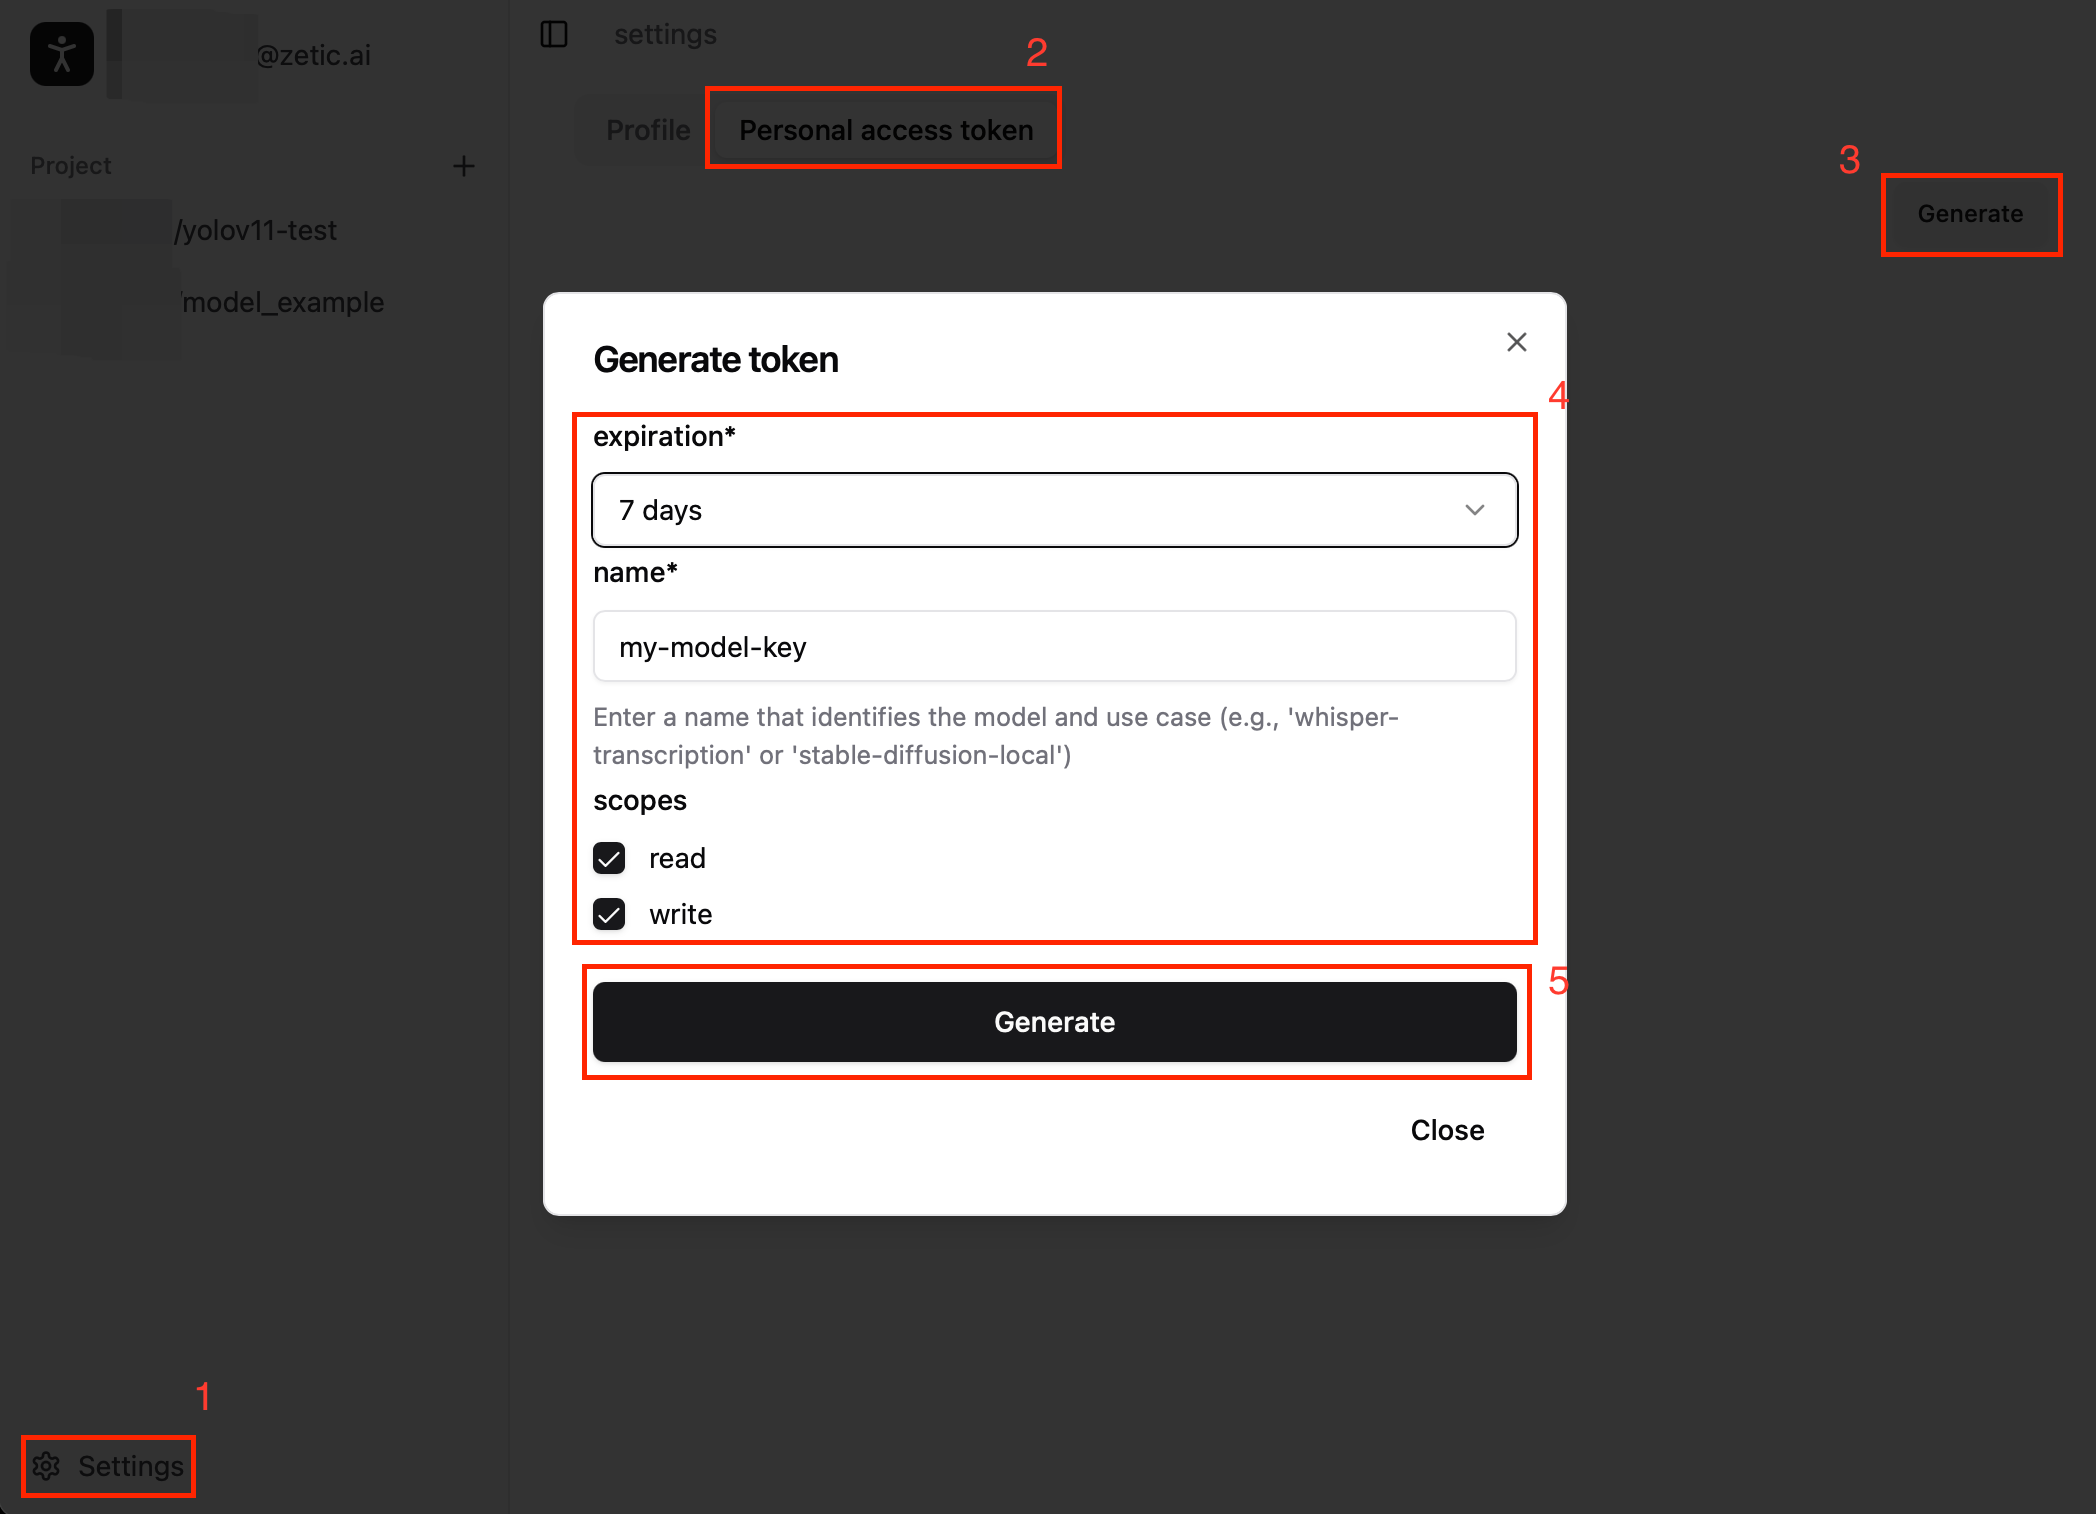 @zetic.ai
settings
2
Profile
Personal access token
Project
3
/yolov11-test
Generate
/model_example
Generate token
4
expiration*
7 days
name*
my-model-key
Enter a name that identifies the model and use case (e.g., 'whisper-
transcription' or 'stable-diffusion-local')
scopes
read
write
5
Generate
Close
1
Settings